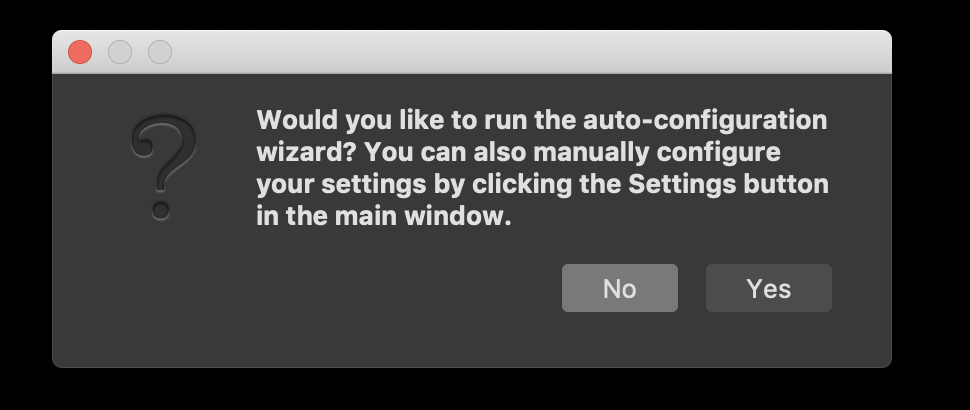 Would you like to run the auto-configuration
wizard? You can also manually configure
your settings by clicking the Settings button
in the main window.
No
Yes